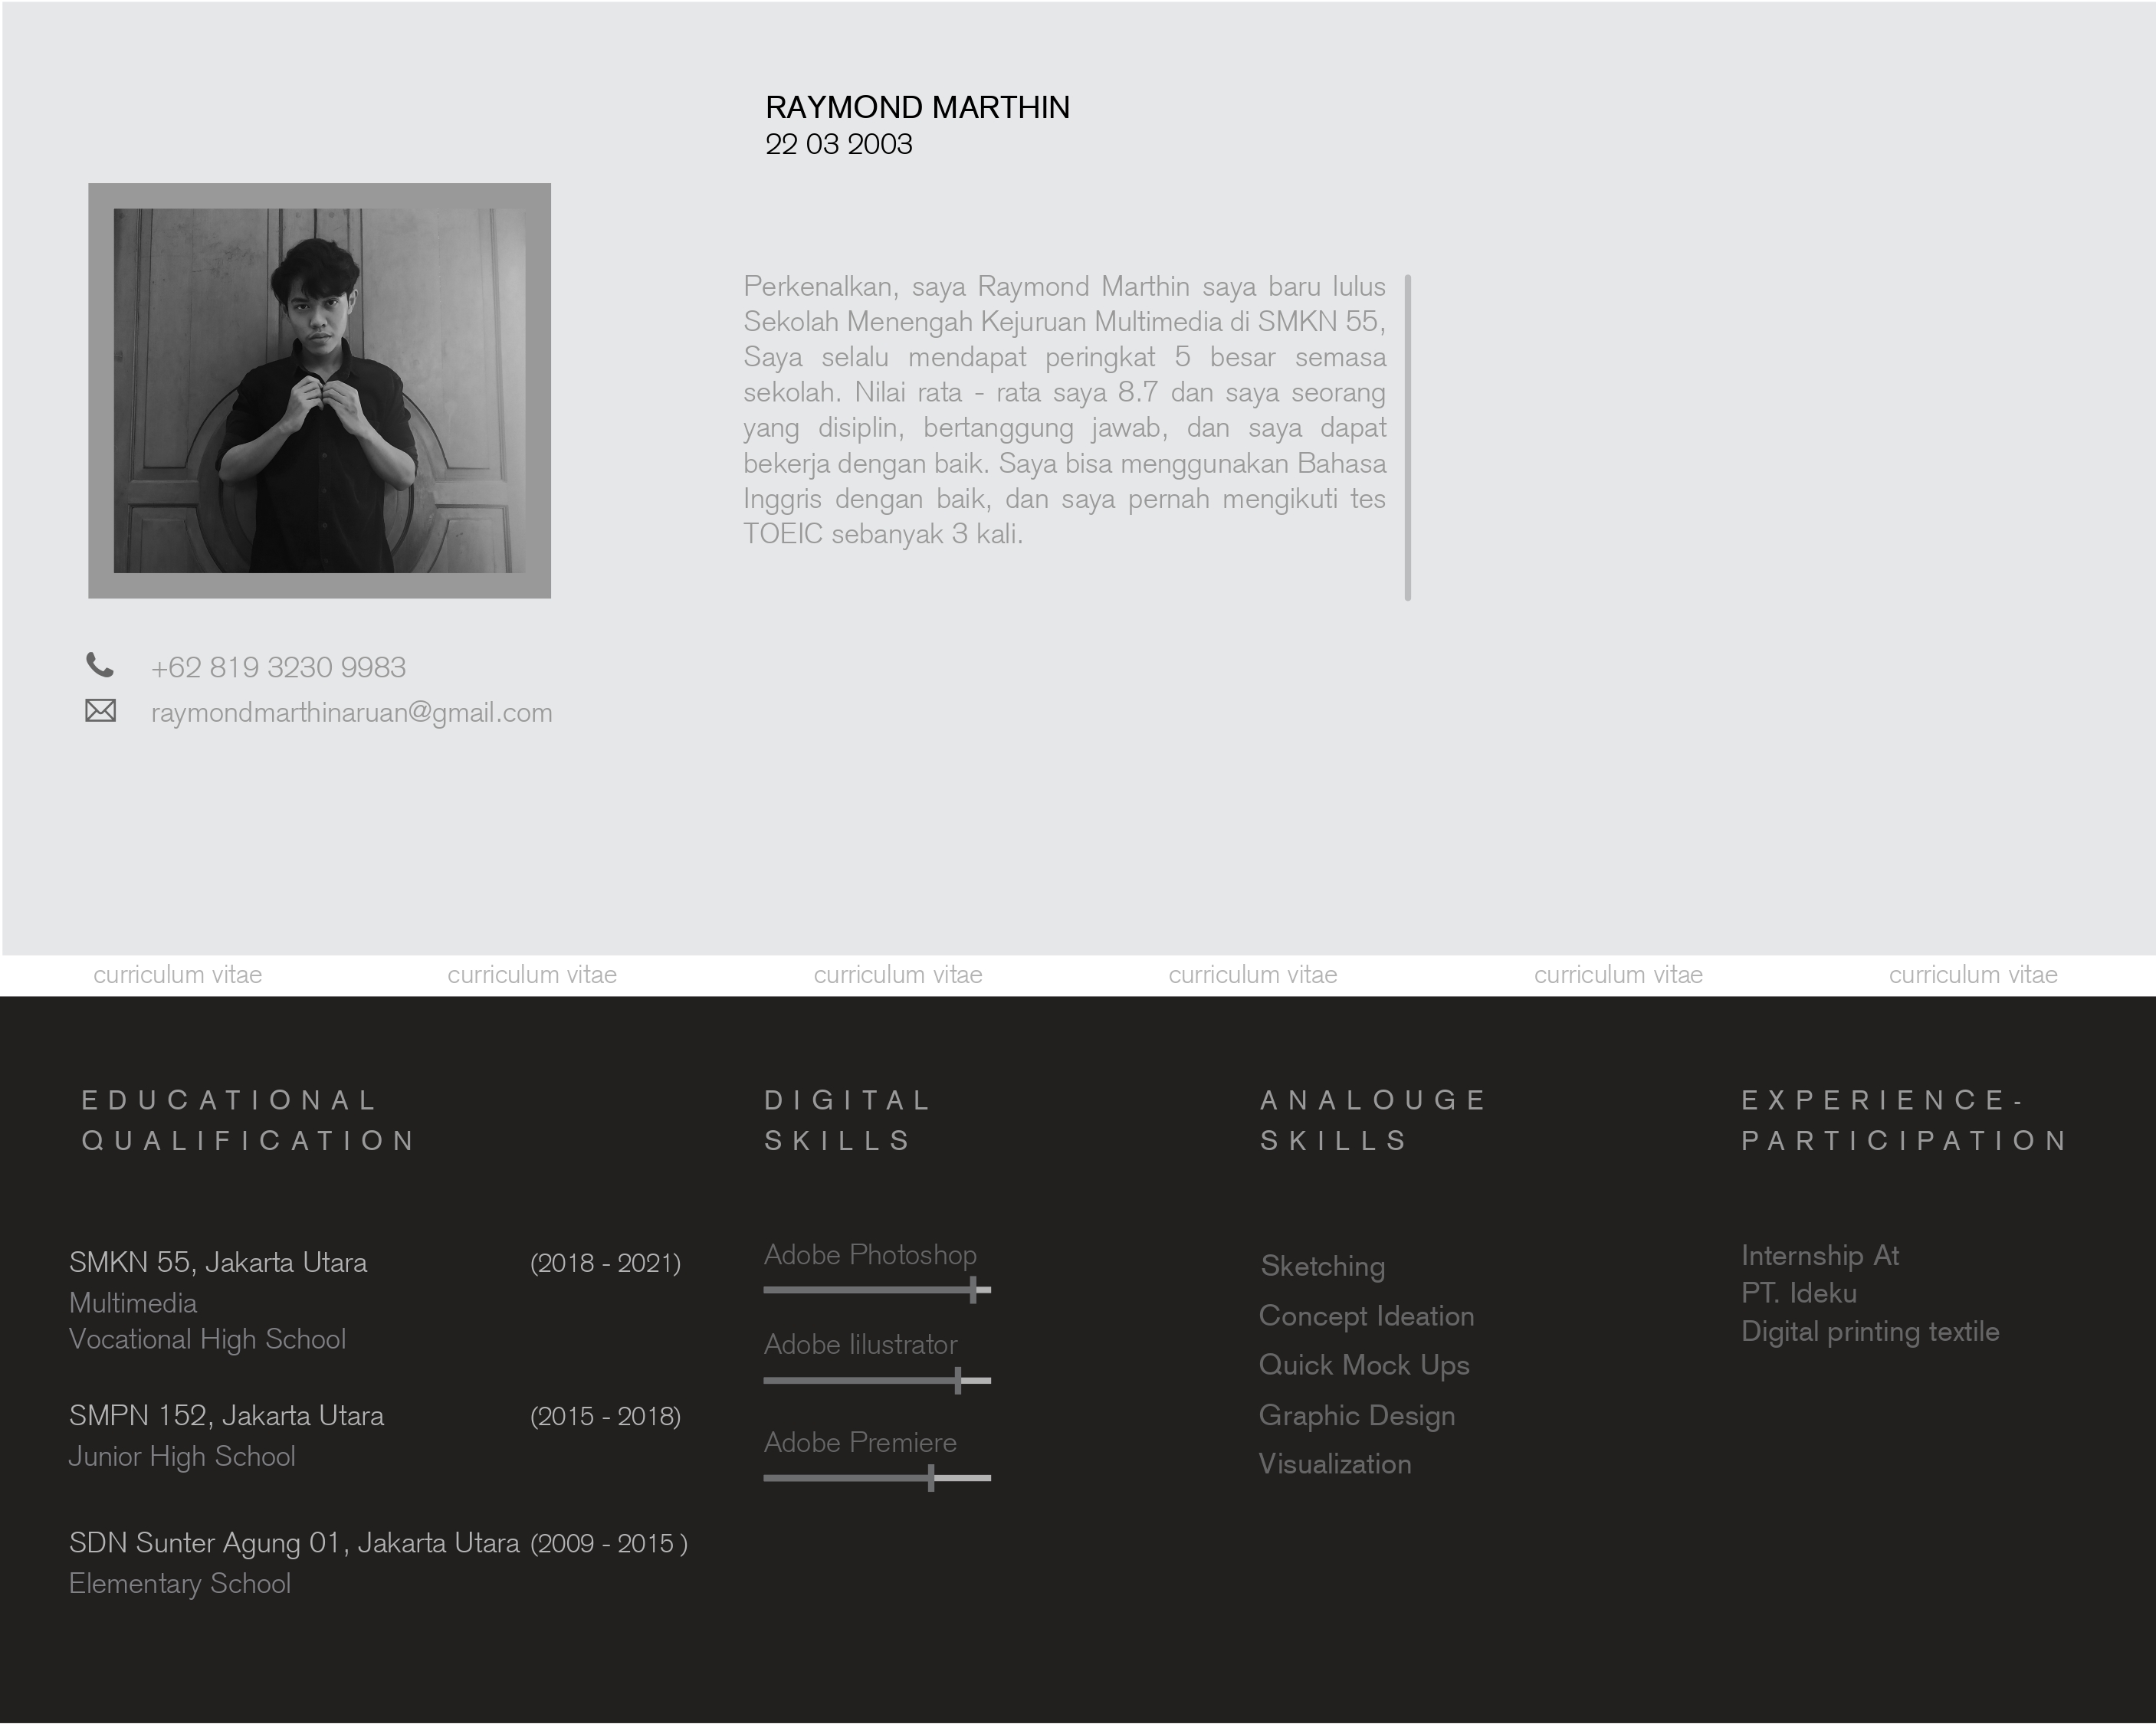 RAYMOND MARTHIN
22 03 2003
Perkenalkan, saya Raymond Marthin saya baru lulus
Sekolah Menengah Kejuruan Multimedia di SMKN 55,
Saya selalu mendapat peringkat 5 besar semasa
sekolah. Nilai rata - rata saya 8.7 dan saya seorang
yang disiplin, bertanggung jawab, dan saya dapat
bekerja dengan baik. Saya bisa menggunakan Bahasa
Inggris dengan baik, dan saya pernah mengikuti tes
TOEIC sebanyak 3 kali.
+62 819 3230 9983
raymondmarthinaruan@gmail.com
curriculum vitae curriculum vitae curriculum vitae curriculum vitae curriculum vitae curriculum vitae
EDUCATIONAL
QUALIFICATION
SMKN 55, Jakarta Utara (2018 - 2021)
Multimedia
Vocational High School
SMPN 152, Jakarta Utara (2015 - 2018)
Junior High School
SDN Sunter Agung 01, Jakarta Utara (2009 - 2015 )
Elementary School
DIGITAL
SKILLS
Adobe Photoshop
Adobe Iilustrator
Adobe Premiere
ANALOUGE
SKILLS
Sketching
Concept Ideation
Quick Mock Ups
Graphic Design
Visualization
EXPERIENCE-
PARTICIPATION
Internship At
PT. Ideku
Digital printing textile